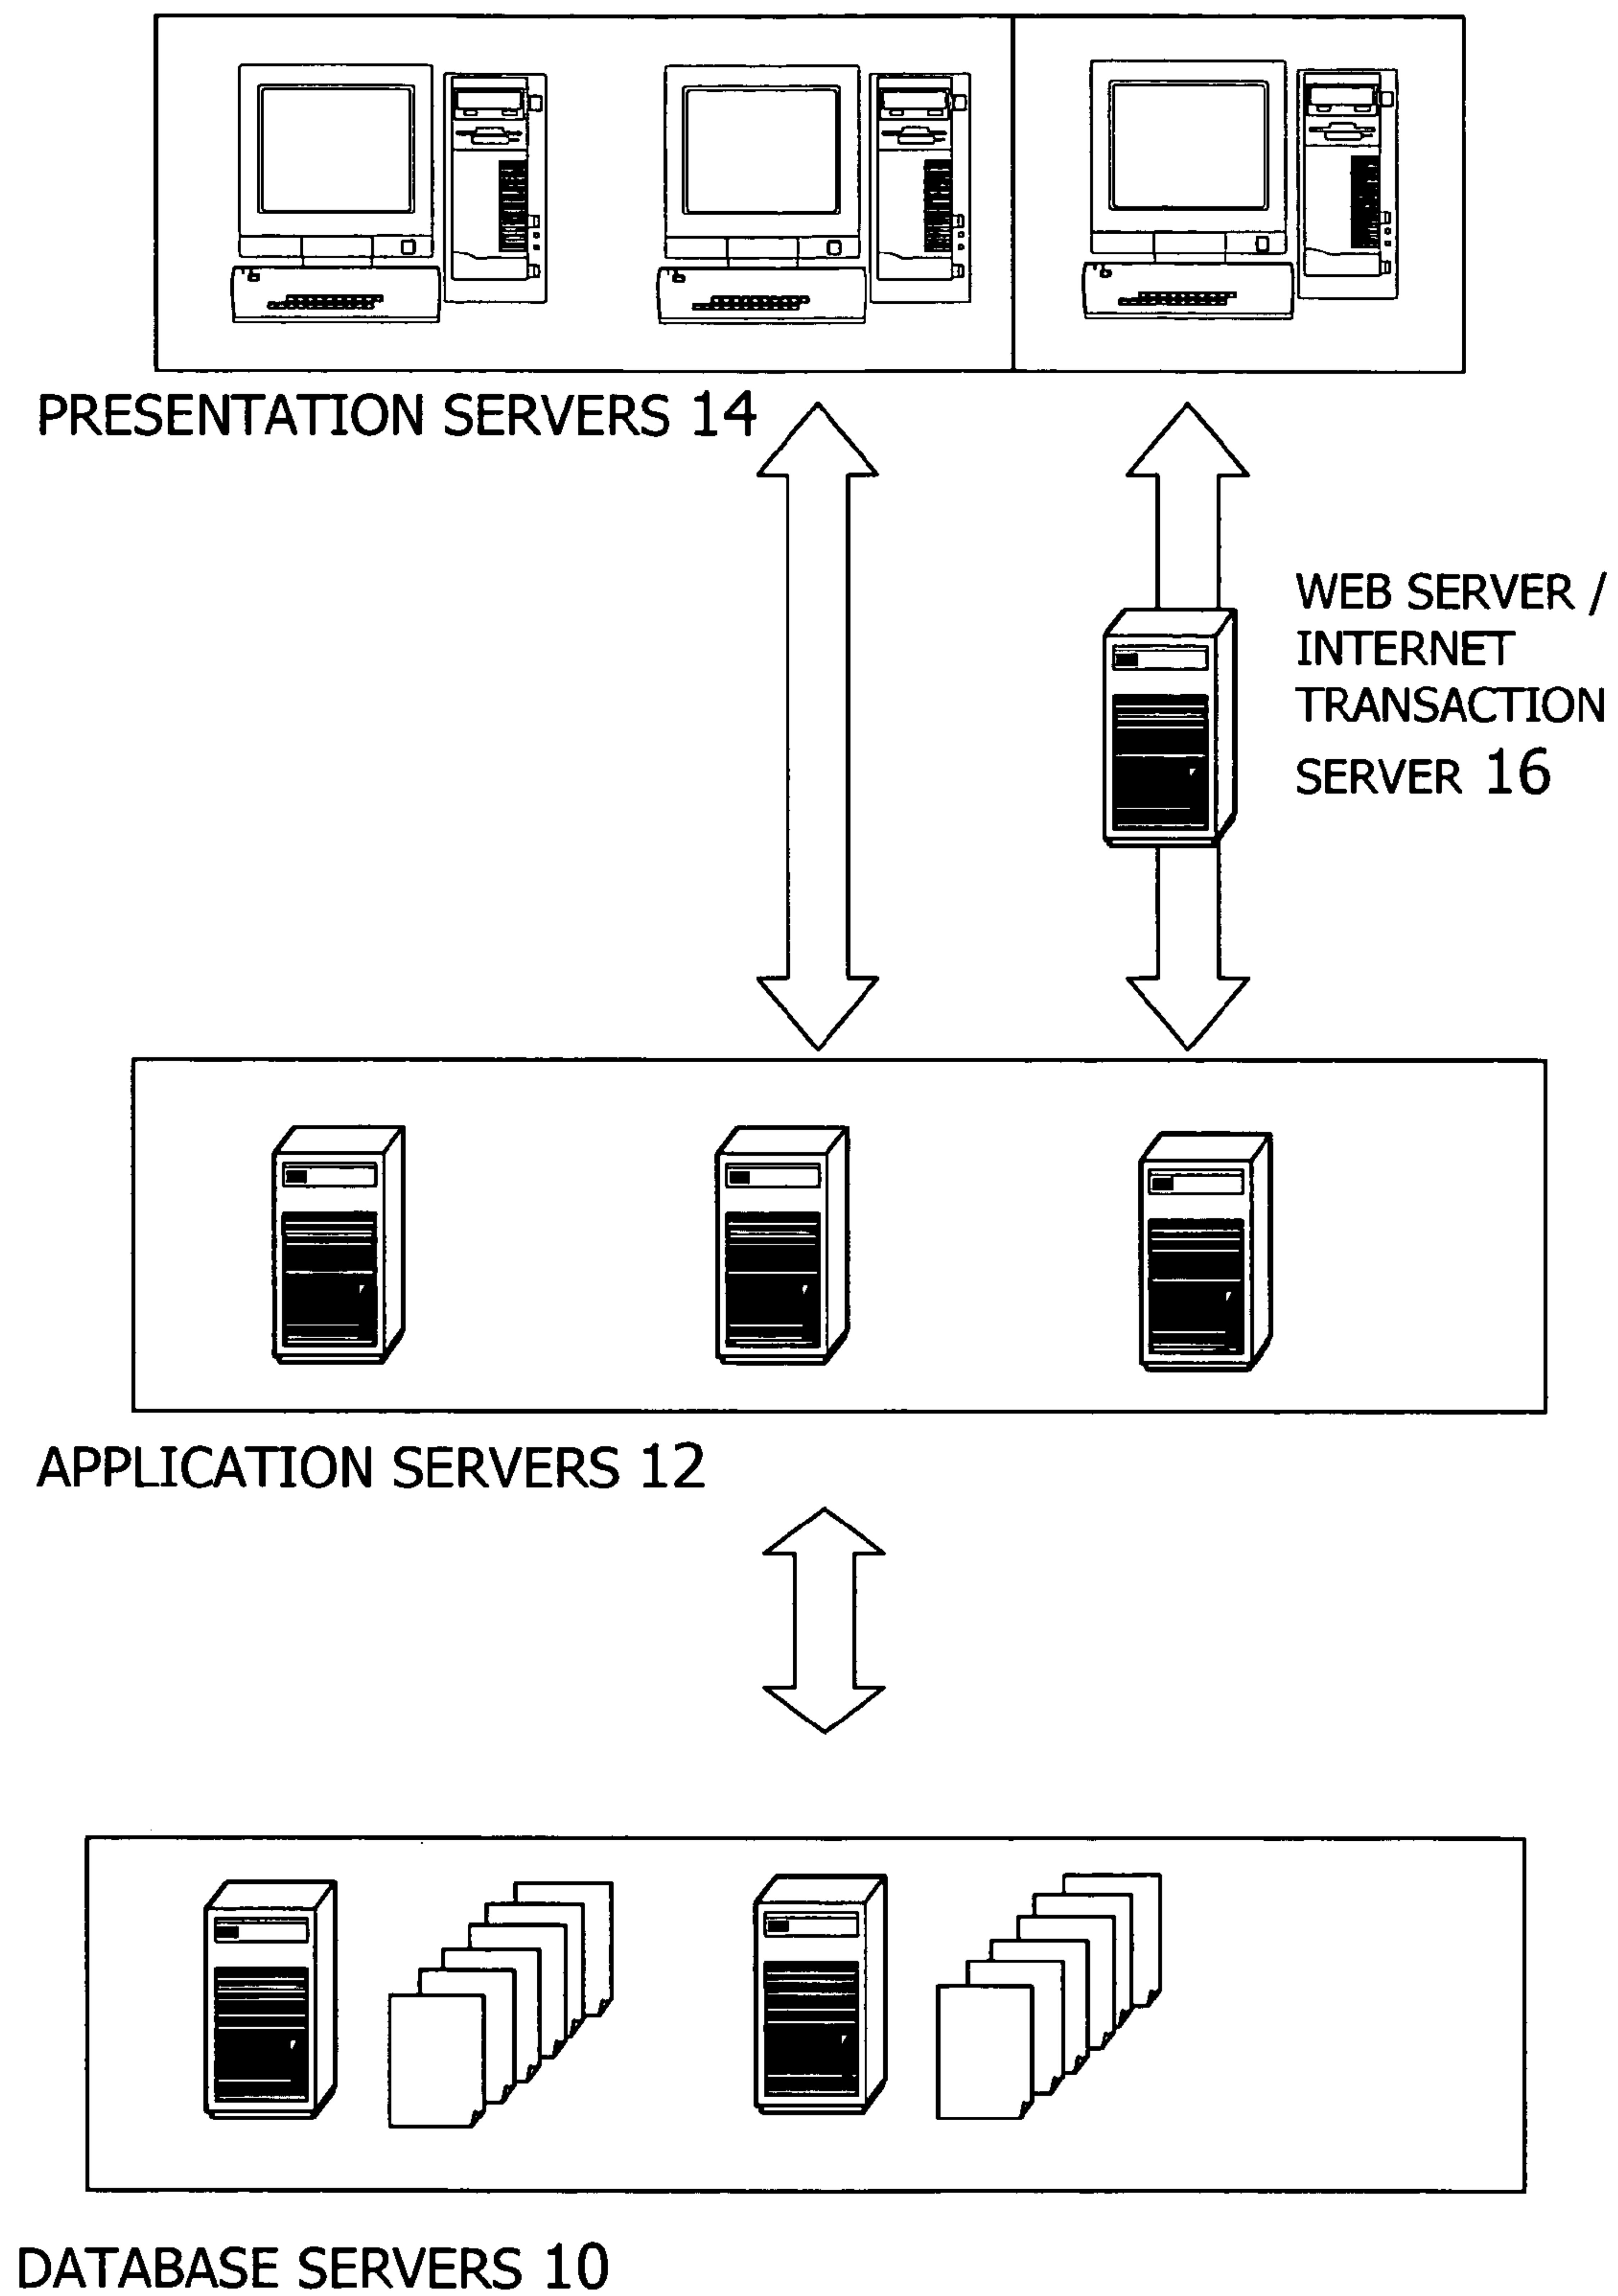 PRESENTATION SERVERS 14
WEB SERVER /
INTERNET
TRANSACTION
SERVER 16
APPLICATION SERVERS 12
DATABASE SERVERS 10